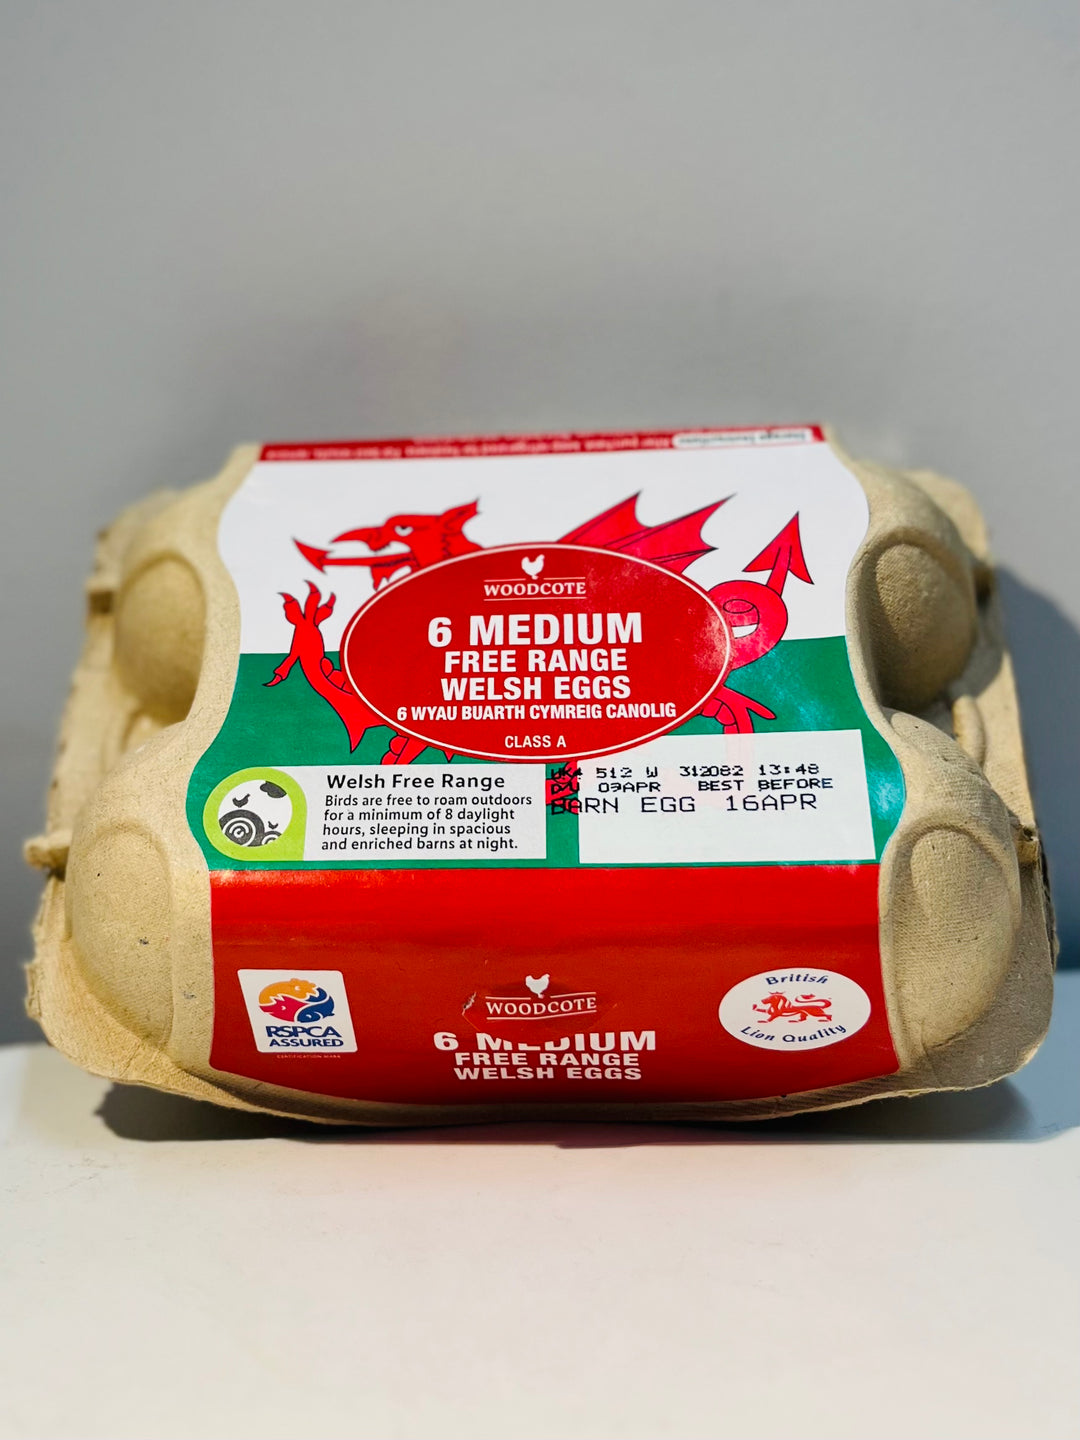 WOODCOTE
6 MEDIUM
FREE RANGE
WELSH EGGS
6 WYAU BUARTH CYMREIG CANOLIG
CLASS A
Welsh Free Range
Birds are free to roam outdoors
for a minimum of 8 daylight
hours, sleeping in spacious
and enriched barns at night.
512 W 312082 13:48
09APR BEST BEFORE
BARN EGG 16APR
RSPCA
ASSURED
CERTIFICATION MARK
WOODCOTE
6 MEDIUM
FREE RANGE
WELSH EGGS
British
Lion Quality